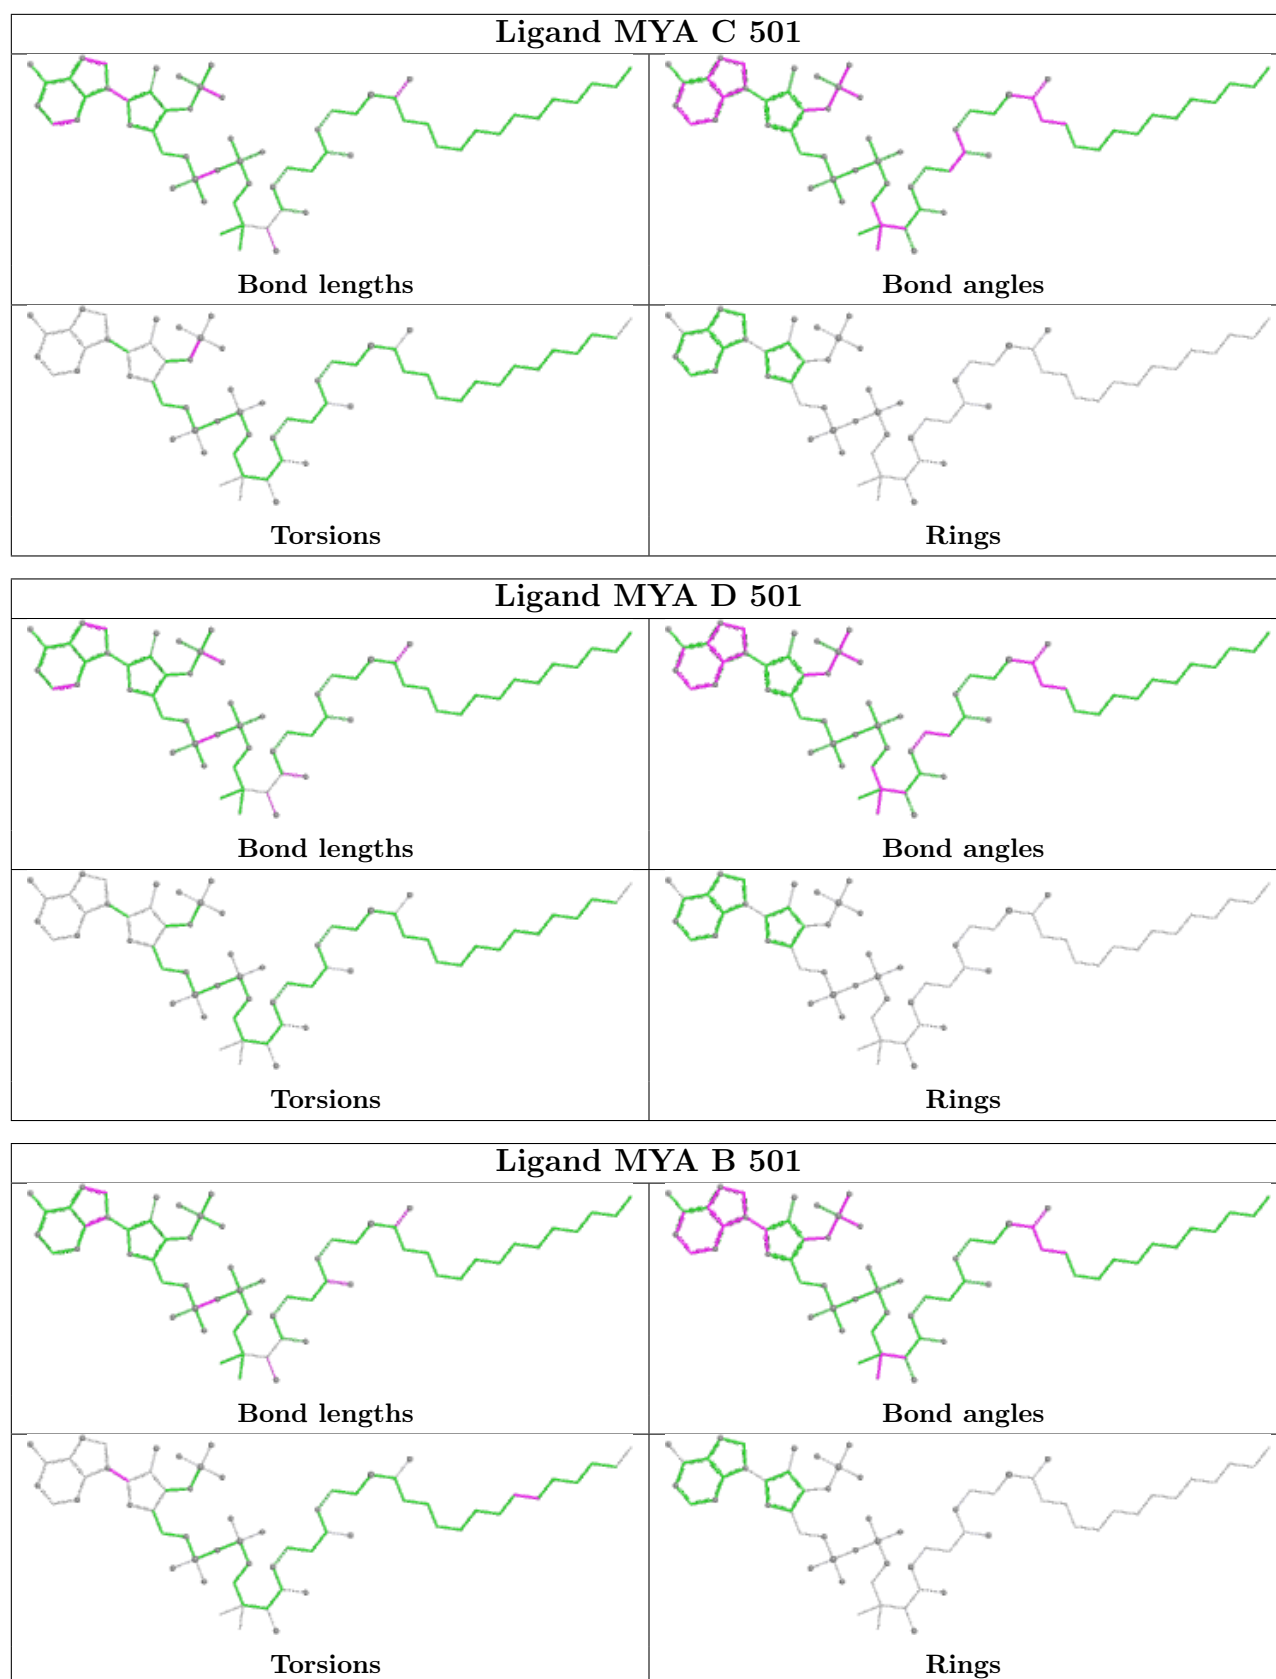 Ligand MYA C 501
Bond lengths
Bond angles
Torsions
Rings
Ligand MYA D 501
Bond lengths
Bond angles
Torsions
Rings
Ligand MYA B 501
Bond lengths
Bond angles
Torsions
Rings